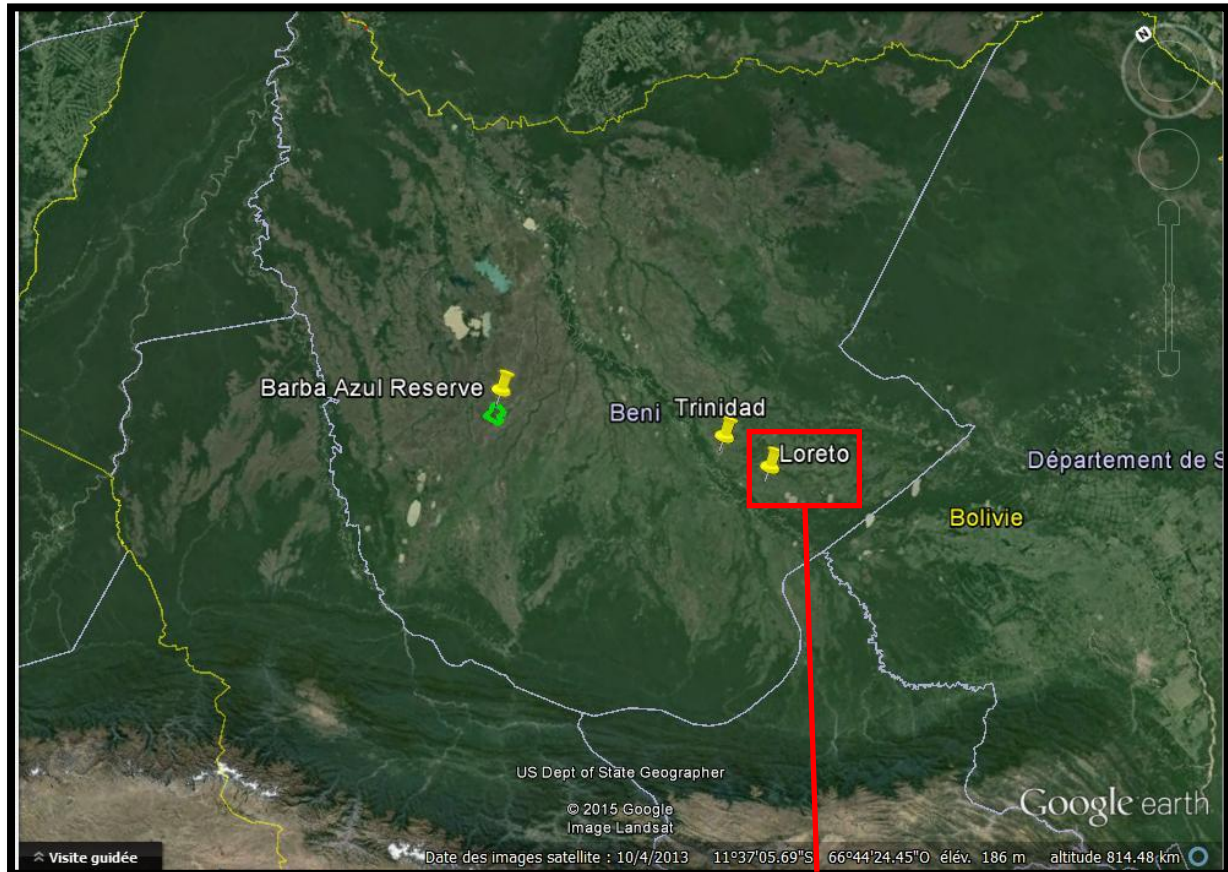 N
Barba Azul Reserve
Beni
Trinidad
Loreto
Département de S
Bolivie
US Dept of State Geographer
© 2015 Google
Image Landsat
Google earth
Visite guidée
Date des images satellite : 10/4/2013 11°37'05.69"S 66°44'24.45"O élév. 186 m altitude 814.48 km